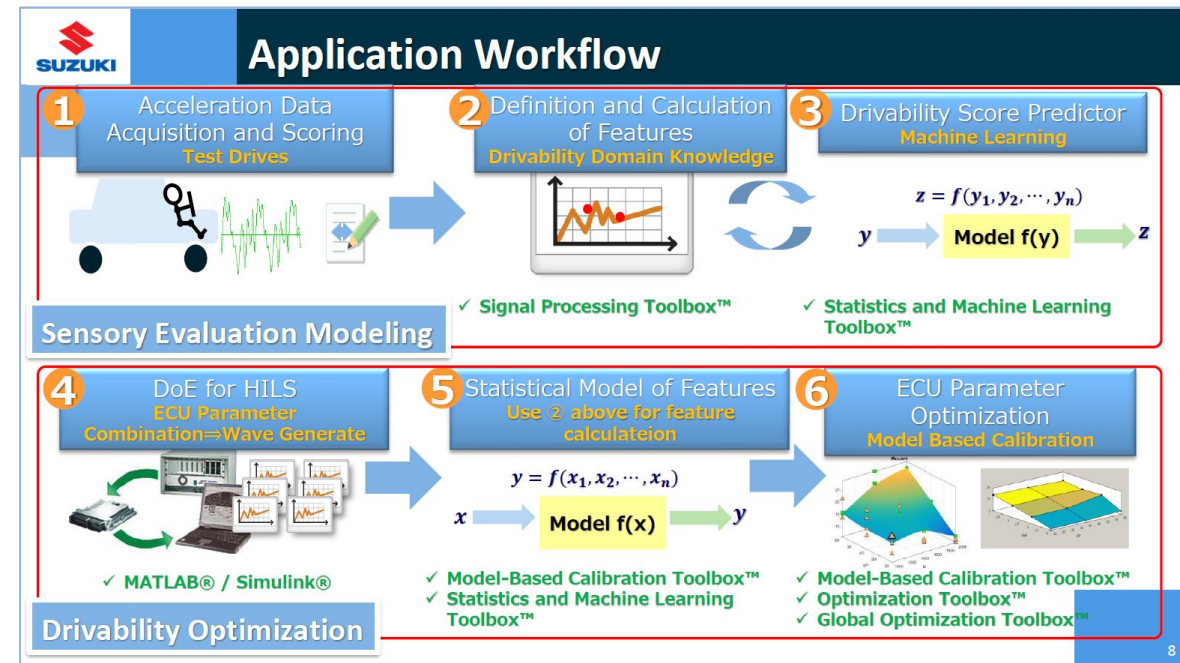 SUZUKI
Application Workflow
1
Acceleration Data
Acquisition and Scoring
Test Drives
2
Definition and Calculation
of Features
Drivability Domain Knowledge
3
Drivability Score Predictor
Machine Learning
z = f(y₁, y₂, ⋯, yₙ)
y
Model f(y)
z
✓ Signal Processing Toolbox™
✓ Statistics and Machine Learning
Toolbox™
Sensory Evaluation Modeling
4
DoE for HILS
ECU Parameter
Combination⇒Wave Generate
5
Statistical Model of Features
Use ② above for feature
calculateion
6
ECU Parameter
Optimization
Model Based Calibration
y = f(x₁, x₂, ⋯, xₙ)
x
Model f(x)
y
✓ MATLAB® / Simulink®
✓ Model-Based Calibration Toolbox™
✓ Statistics and Machine Learning
Toolbox™
✓ Model-Based Calibration Toolbox™
✓ Optimization Toolbox™
✓ Global Optimization Toolbox™
Drivability Optimization
8